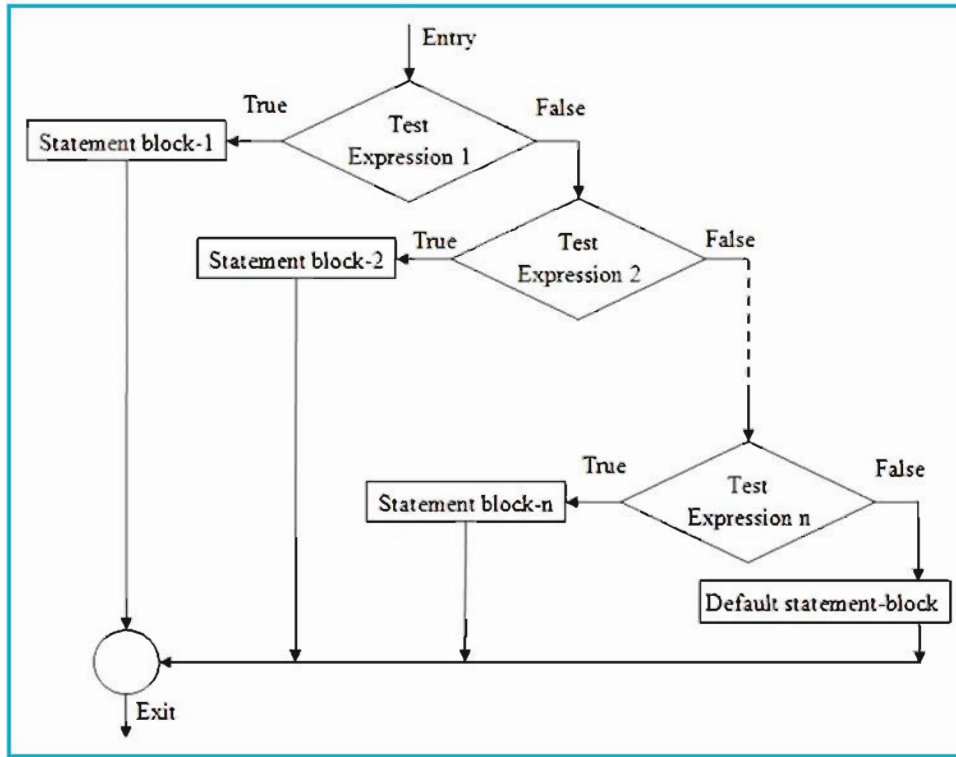 Entry
True
False
Test
Expression 1
Statement block-1
True
False
Test
Expression 2
Statement block-2
True
False
Test
Expression n
Statement block-n
Default statement-block
Exit